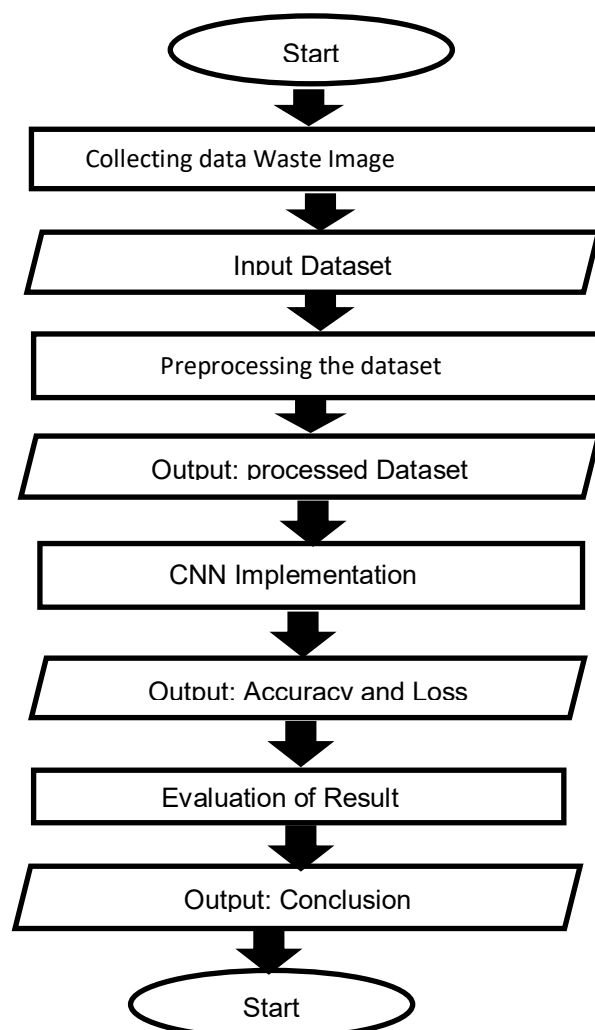 Start
Collecting data Waste Image
Input Dataset
Preprocessing the dataset
Output: processed Dataset
CNN Implementation
Output: Accuracy and Loss
Evaluation of Result
Output: Conclusion
Start